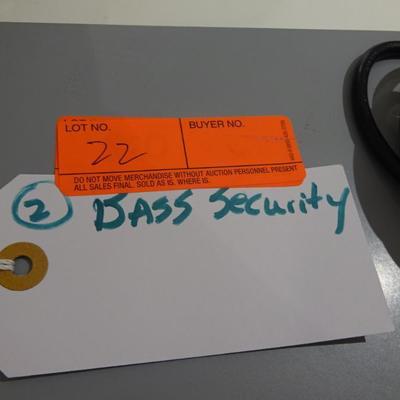 LOT NO. BUYER NO.
22
DO NOT MOVE MERCHANDISE WITHOUT AUCTION PERSONNEL PRESENT
ALL SALES FINAL. SOLD AS IS. WHERE IS.
2 BASS Security